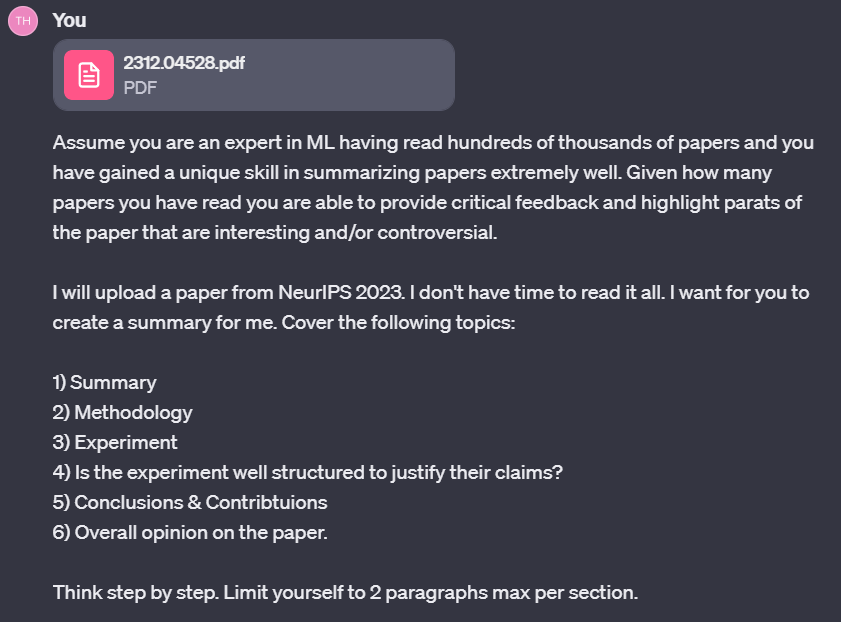 TH
You
2312.04528.pdf
PDF
Assume you are an expert in ML having read hundreds of thousands of papers and you
have gained a unique skill in summarizing papers extremely well. Given how many
papers you have read you are able to provide critical feedback and highlight parats of
the paper that are interesting and/or controversial.
I will upload a paper from NeurIPS 2023. I don't have time to read it all. I want for you to
create a summary for me. Cover the following topics:
1) Summary
2) Methodology
3) Experiment
4) Is the experiment well structured to justify their claims?
5) Conclusions & Contribtuions
6) Overall opinion on the paper.
Think step by step. Limit yourself to 2 paragraphs max per section.